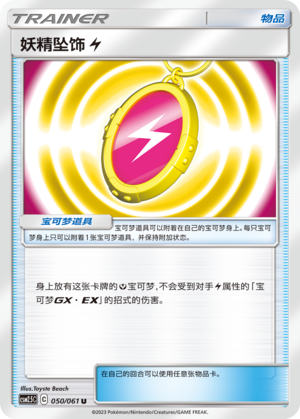 TRAINER 物品
妖精坠饰
宝可梦道具
宝可梦道具可以附着在自己的宝可梦身上。每只宝可
梦身上只可以附着1张宝可梦道具，并保持附加状态。
身上放有这张卡牌的宝可梦，不会受到对手属性的「宝
可梦GX・EX」的招式的伤害。
在自己的回合可以使用任意张物品卡。
Illus.Toyste Beach
CSM2.5C C 050/061 U
©2023 Pokémon/Nintendo/Creatures/GAME FREAK.